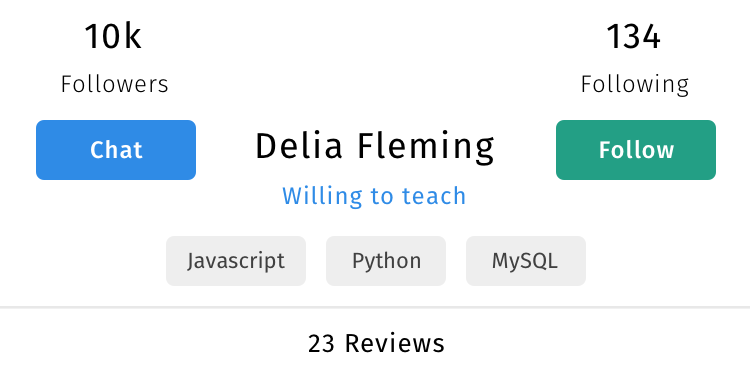 10k
Followers
134
Following
Chat
Delia Fleming
Follow
Willing to teach
Javascript
Python
MySQL
23 Reviews